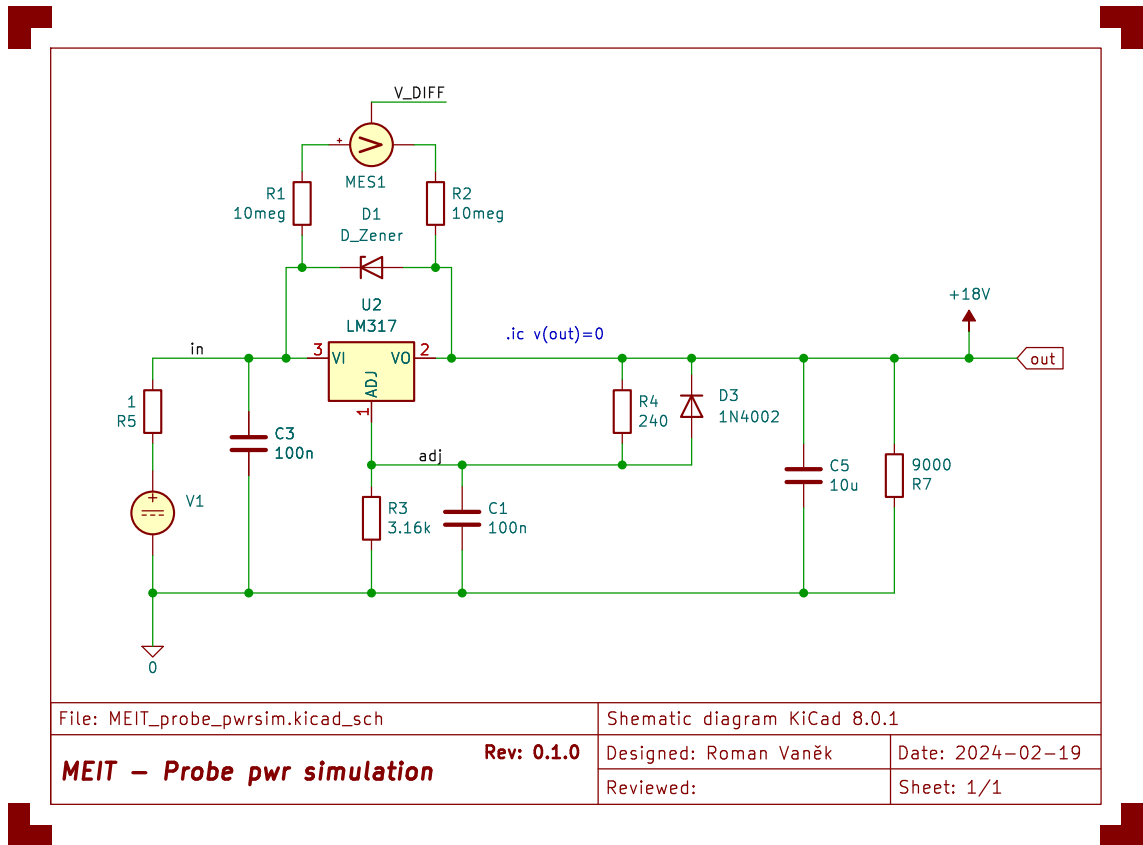 V_DIFF
+
MES1
R1
10meg
R2
10meg
D1
D_Zener
U2
LM317
+18V
.ic v(out)=0
in
3
VI
VO
2
ADJ
1
out
1
R5
C3
100n
R4
240
D3
1N4002
adj
C5
10u
9000
R7
+
V1
R3
3.16k
C1
100n
0
File: MEIT_probe_pwrsim.kicad_sch
Shematic diagram KiCad 8.0.1
MEIT – Probe pwr simulation
Rev: 0.1.0
Designed: Roman Vaněk
Date: 2024-02-19
Reviewed:
Sheet: 1/1